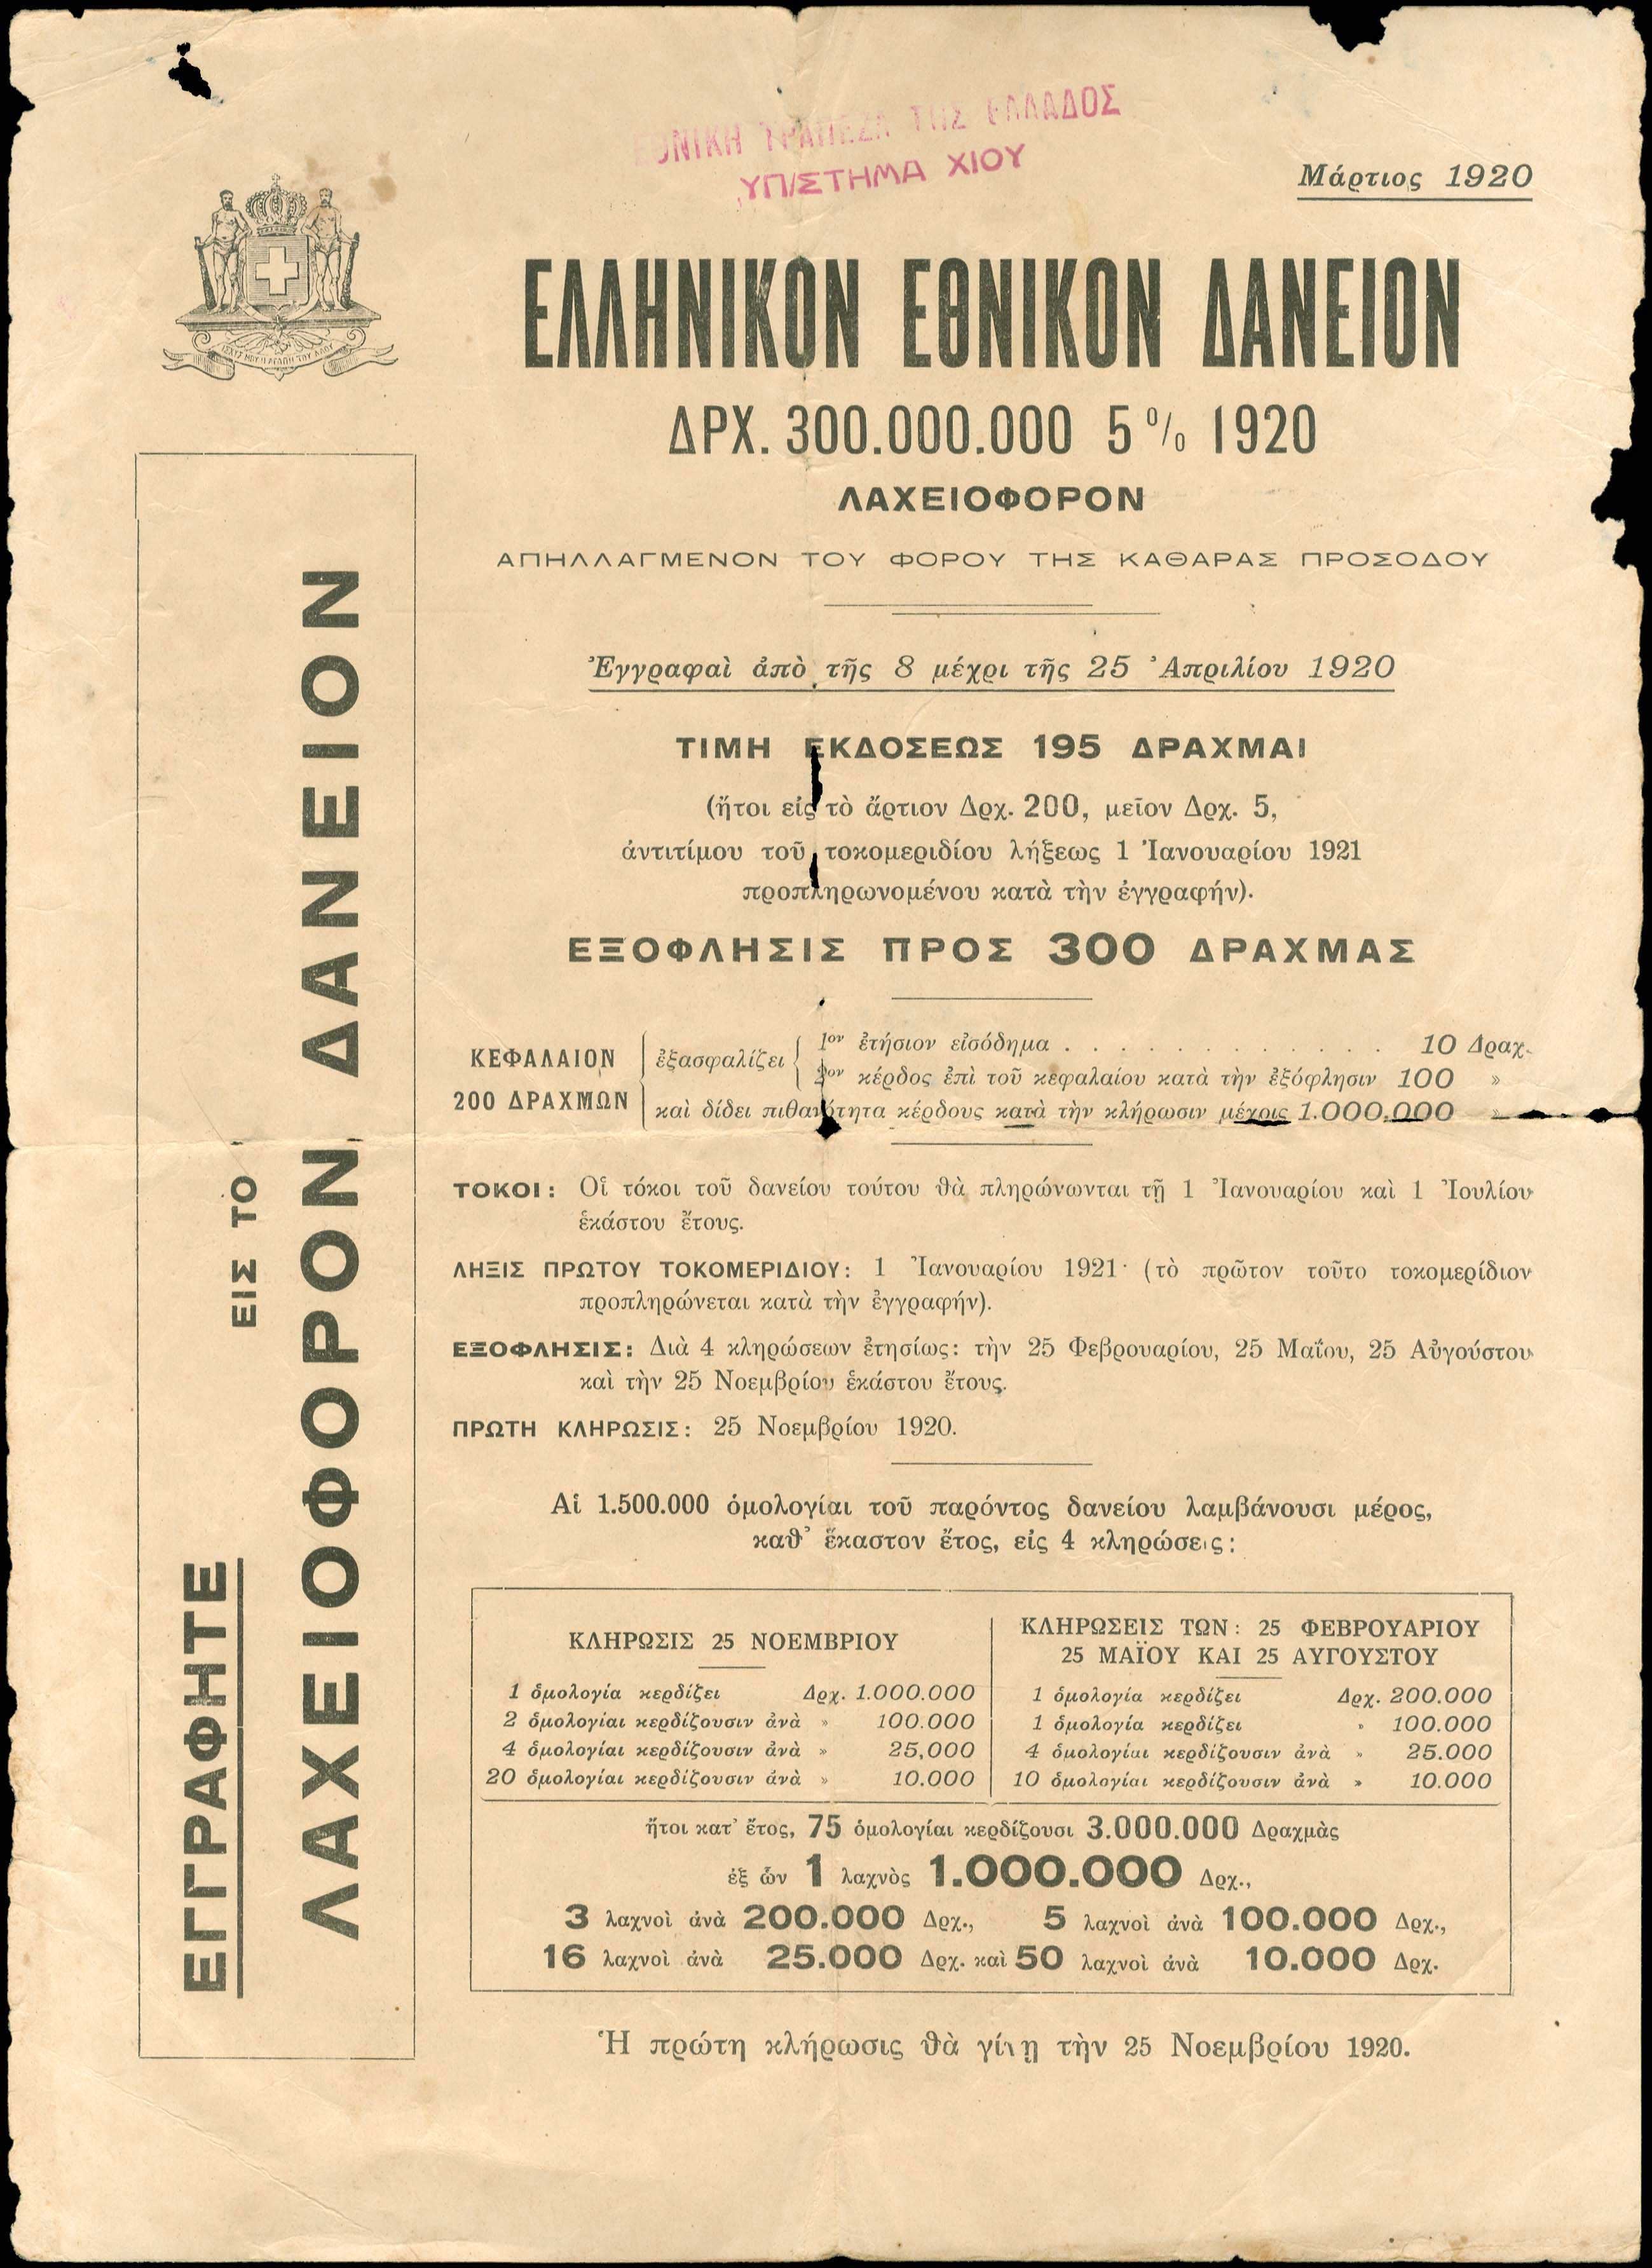 ΤΗΣ ΕΛΛΑΔΟΣ
ΥΠ/ΣΤΗΜΑ ΧΙΟΥ
Μάρτιος 1920
ΕΛΛΗΝΙΚΟΝ ΕΘΝΙΚΟΝ ΔΑΝΕΙΟΝ
ΔΡΧ. 300.000.000 5% 1920
ΛΑΧΕΙΟΦΟΡΟΝ
ΑΠΗΛΛΑΓΜΕΝΟΝ ΤΟΥ ΦΟΡΟΥ ΤΗΣ ΚΑΘΑΡΑΣ ΠΡΟΣΟΔΟΥ
Ἐγγραφαὶ ἀπὸ τῆς 8 μέχρι τῆς 25 Ἀπριλίου 1920
ΤΙΜΗ ΕΚΔΟΣΕΩΣ 195 ΔΡΑΧΜΑΙ
(ἤτοι εἰς τὸ ἄρτιον Δρχ. 200, μεῖον Δρχ. 5,
ἀντιτίμου τοῦ τοκομεριδίου λήξεως 1 Ἰανουαρίου 1921
προπληρωνομένου κατὰ τὴν ἐγγραφήν).
ΕΞΟΦΛΗΣΙΣ ΠΡΟΣ 300 ΔΡΑΧΜΑΣ
ΚΕΦΑΛΑΙΟΝ
200 ΔΡΑΧΜΩΝ
ἐξασφαλίζει
1ον ἐτήσιον εἰσόδημα . . . . . . . . . . . . 10 Δραχ.
2ον κέρδος ἐπὶ τοῦ κεφαλαίου κατὰ τὴν ἐξόφλησιν 100 »
καὶ δίδει πιθανότητα κέρδους κατὰ τὴν κλήρωσιν μέχρις 1.000.000 »
ΤΟΚΟΙ: Οἱ τόκοι τοῦ δανείου τούτου θὰ πληρώνωνται τῇ 1 Ἰανουαρίου καὶ 1 Ἰουλίου
ἑκάστου ἔτους.
ΛΗΞΙΣ ΠΡΩΤΟΥ ΤΟΚΟΜΕΡΙΔΙΟΥ: 1 Ἰανουαρίου 1921· (τὸ πρῶτον τοῦτο τοκομερίδιον
προπληρώνεται κατὰ τὴν ἐγγραφήν).
ΕΞΟΦΛΗΣΙΣ: Διὰ 4 κληρώσεων ἐτησίως: τὴν 25 Φεβρουαρίου, 25 Μαΐου, 25 Αὐγούστου
καὶ τὴν 25 Νοεμβρίου ἑκάστου ἔτους.
ΠΡΩΤΗ ΚΛΗΡΩΣΙΣ: 25 Νοεμβρίου 1920.
Αἱ 1.500.000 ὁμολογίαι τοῦ παρόντος δανείου λαμβάνουσι μέρος,
καθ' ἕκαστον ἔτος, εἰς 4 κληρώσεις:
ΚΛΗΡΩΣΙΣ 25 ΝΟΕΜΒΡΙΟΥ
1 ὁμολογία κερδίζει Δρχ. 1.000.000
2 ὁμολογίαι κερδίζουσιν ἀνὰ » 100.000
4 ὁμολογίαι κερδίζουσιν ἀνὰ » 25,000
20 ὁμολογίαι κερδίζουσιν ἀνὰ » 10.000
ΚΛΗΡΩΣΕΙΣ ΤΩΝ: 25 ΦΕΒΡΟΥΑΡΙΟΥ
25 ΜΑΪΟΥ ΚΑΙ 25 ΑΥΓΟΥΣΤΟΥ
1 ὁμολογία κερδίζει Δρχ. 200.000
1 ὁμολογία κερδίζει » 100.000
4 ὁμολογίαι κερδίζουσιν ἀνὰ » 25.000
10 ὁμολογίαι κερδίζουσιν ἀνὰ » 10.000
ἤτοι κατ' ἔτος, 75 ὁμολογίαι κερδίζουσι 3.000.000 Δραχμὰς
ἐξ ὧν 1 λαχνὸς 1.000.000 Δρχ.,
3 λαχνοὶ ἀνὰ 200.000 Δρχ., 5 λαχνοὶ ἀνὰ 100.000 Δρχ.,
16 λαχνοὶ ἀνὰ 25.000 Δρχ. καὶ 50 λαχνοὶ ἀνὰ 10.000 Δρχ.
Ἡ πρώτη κλήρωσις θὰ γίνῃ τὴν 25 Νοεμβρίου 1920.
ΕΓΓΡΑΦΗΤΕ
ΕΙΣ ΤΟ
ΛΑΧΕΙΟΦΟΡΟΝ ΔΑΝΕΙΟΝ